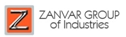 Z
ZANVAR GROUP
of Industries